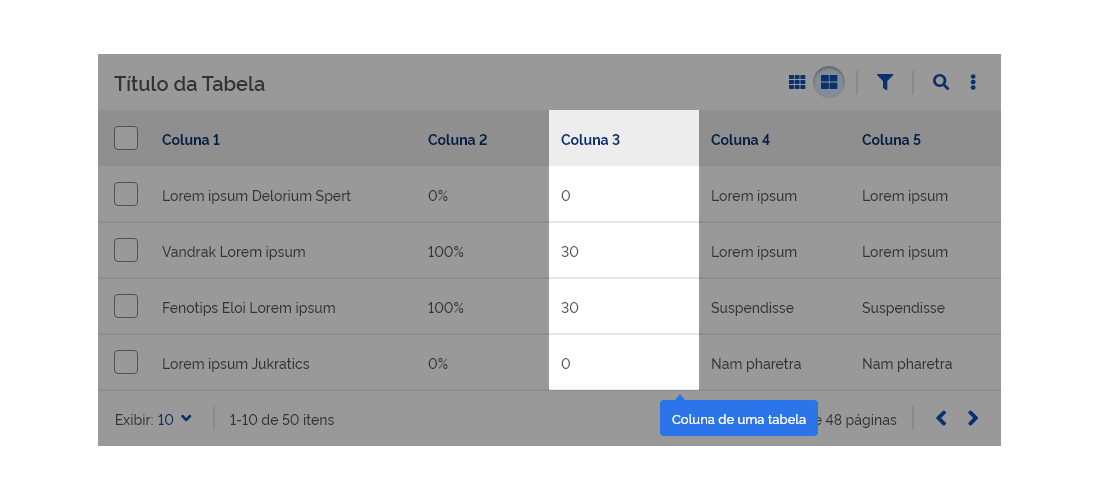 Título da Tabela
Coluna 1 Coluna 2 Coluna 3 Coluna 4 Coluna 5
Lorem ipsum Delorium Spert 0% 0 Lorem ipsum Lorem ipsum
Vandrak Lorem ipsum 100% 30 Lorem ipsum Lorem ipsum
Fenotips Eloi Lorem ipsum 100% 30 Suspendisse Suspendisse
Lorem ipsum Jukratics 0% 0 Nam pharetra Nam pharetra
Exibir: 10 1-10 de 50 itens 48 páginas
Coluna de uma tabela